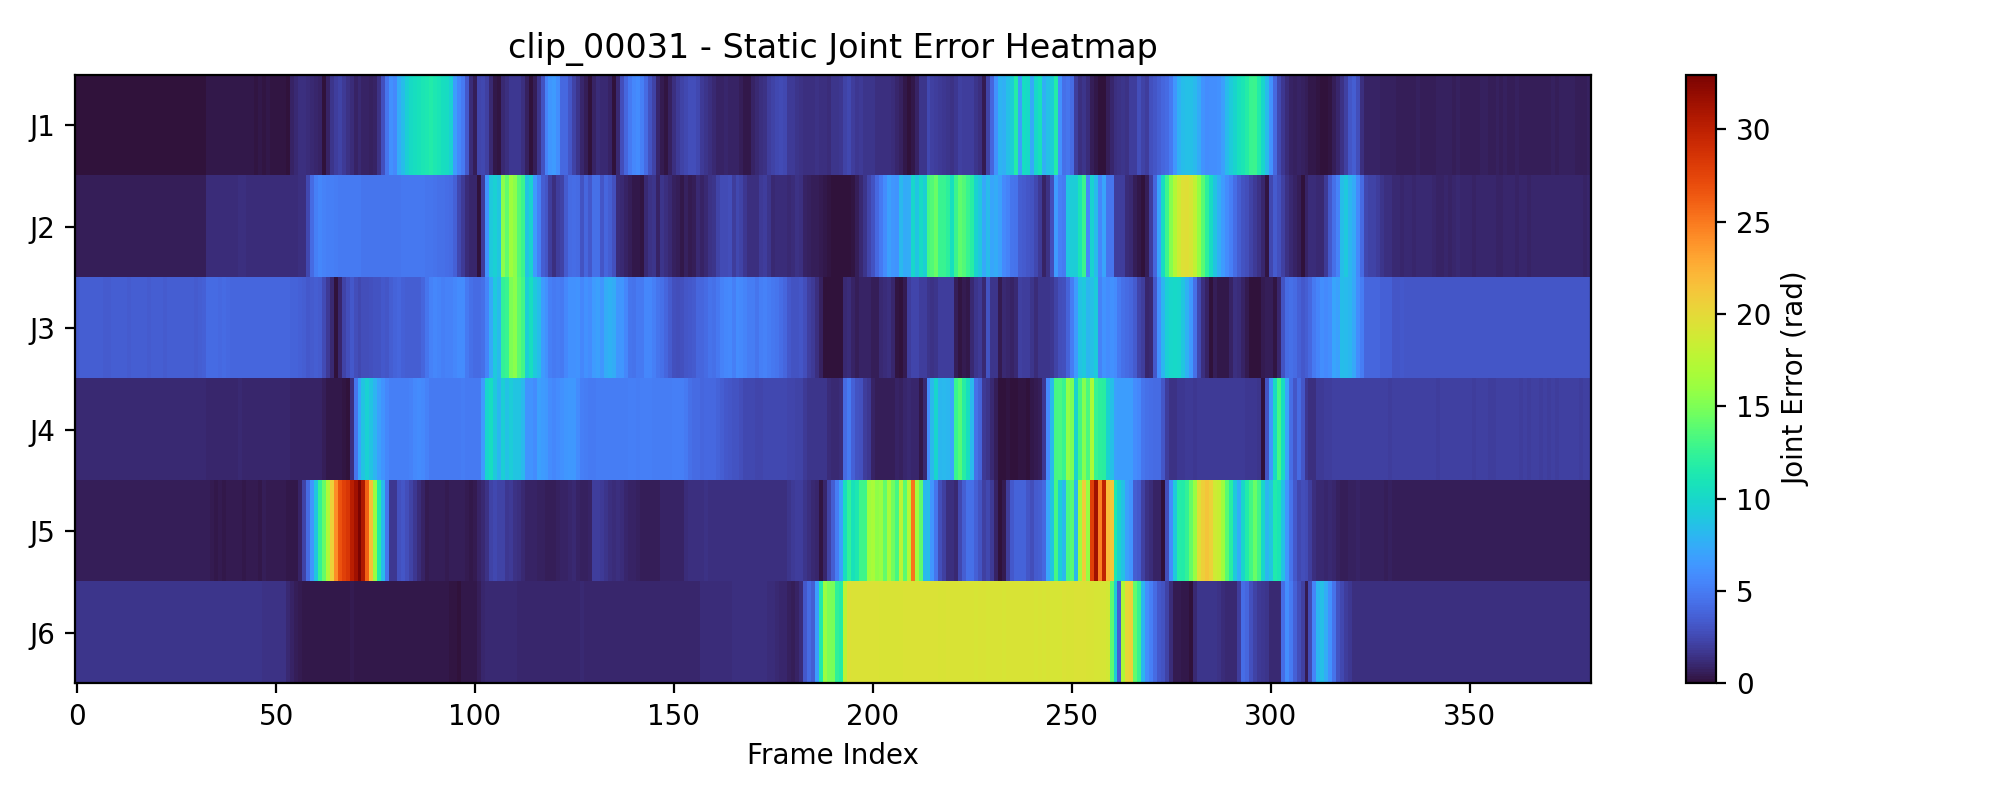 clip_00031 - Static Joint Error Heatmap
J1
J2
J3
J4
J5
J6
0 50 100 150 200 250 300 350
Frame Index
30
25
20
15
10
5
0
Joint Error (rad)